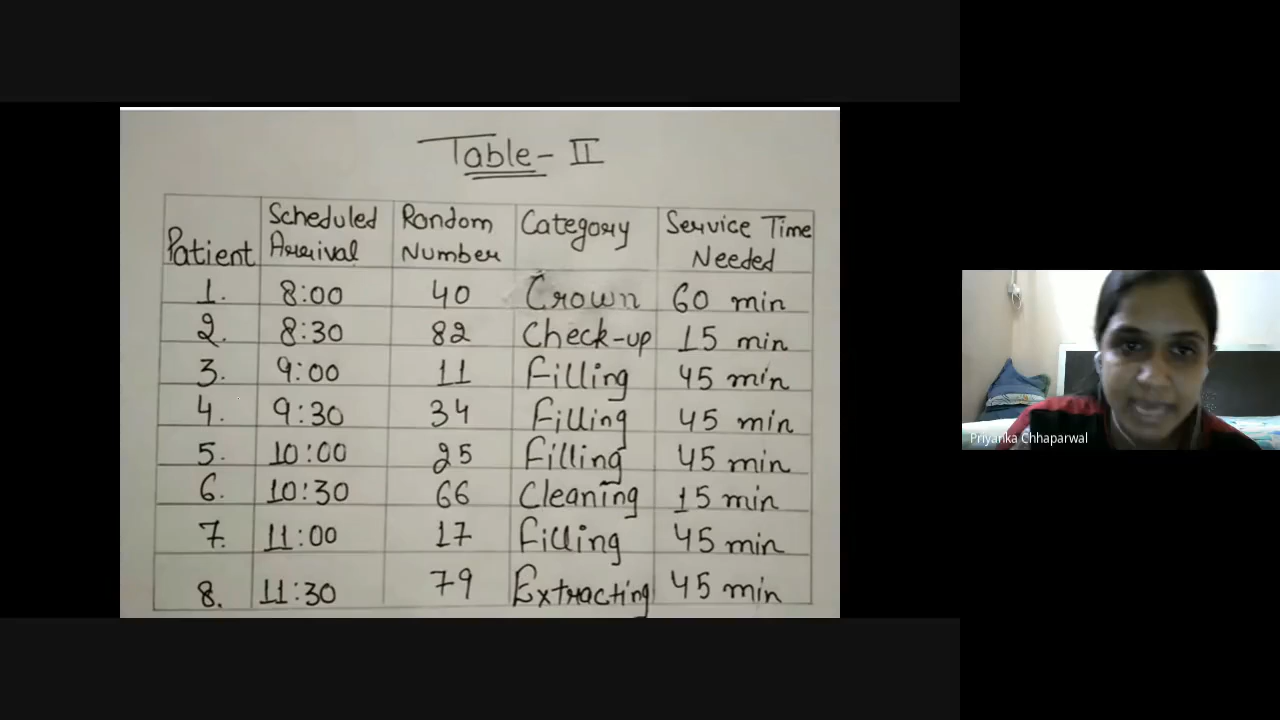 Table - II
Patient Scheduled Arrival Random Number Category Service Time Needed
1. 8:00 40 Crown 60 min
2. 8:30 82 Check-up 15 min
3. 9:00 11 Filling 45 min
4. 9:30 34 Filling 45 min
5. 10:00 25 Filling 45 min
6. 10:30 66 Cleaning 15 min
7. 11:00 17 Filling 45 min
8. 11:30 79 Extracting 45 min
Priyanka Chhaparwal